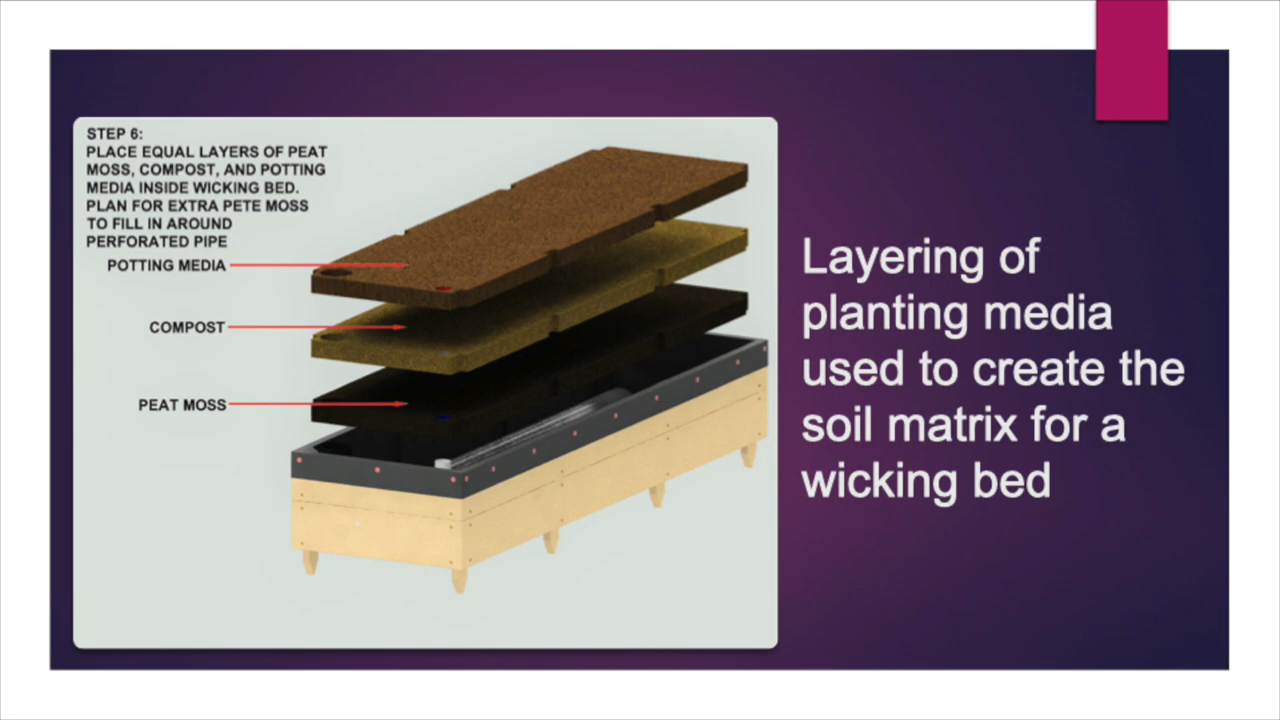 STEP 6:
PLACE EQUAL LAYERS OF PEAT
MOSS, COMPOST, AND POTTING
MEDIA INSIDE WICKING BED.
PLAN FOR EXTRA PETE MOSS
TO FILL IN AROUND
PERFORATED PIPE
POTTING MEDIA
COMPOST
PEAT MOSS
Layering of
planting media
used to create the
soil matrix for a
wicking bed